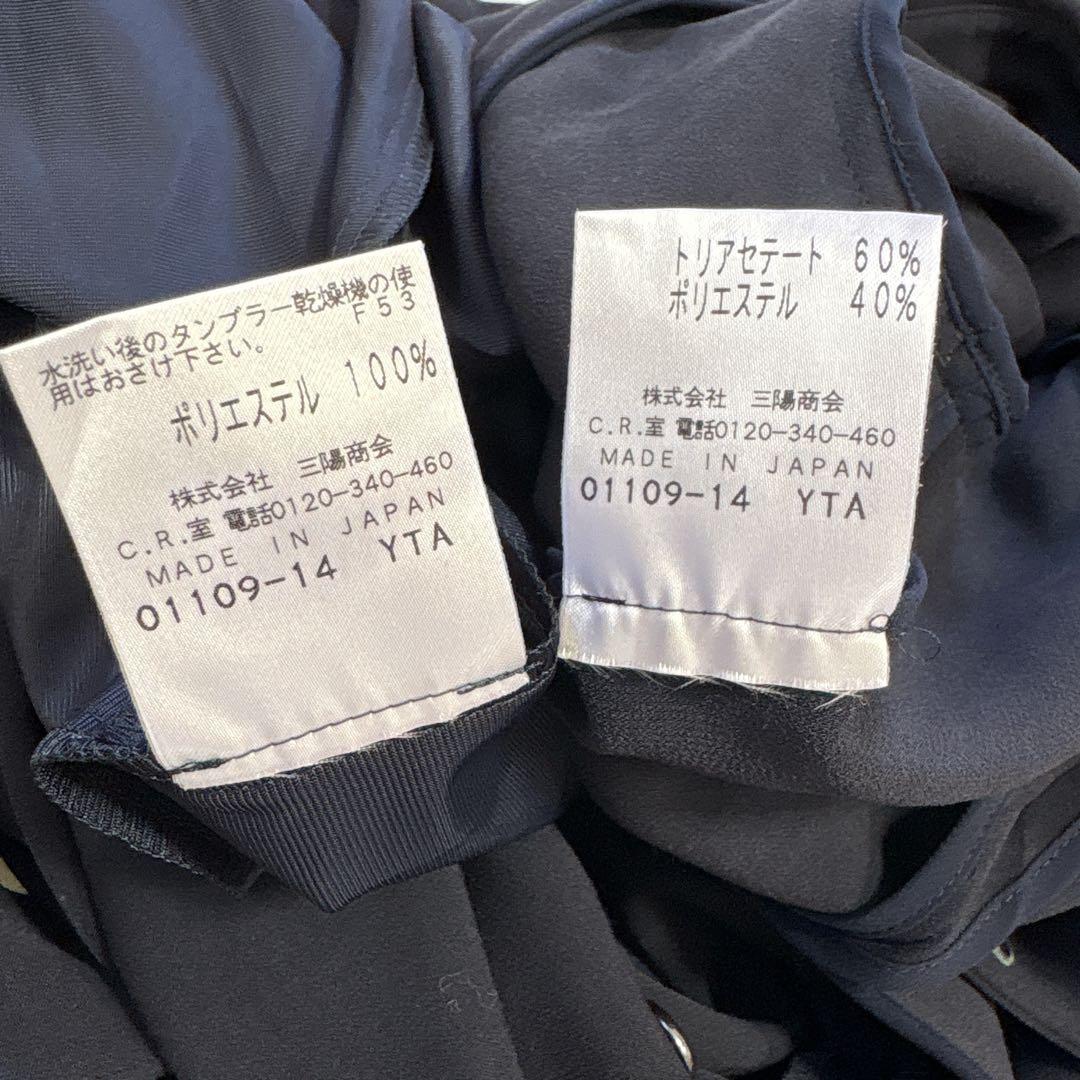 水洗い後のタンブラー乾燥機の使
用はおさけ下さい。 F53
ポリエステル 100%
株式会社 三陽商会
C.R.室 電話0120-340-460
MADE IN JAPAN
01109-14 YTA
トリアセテート 60%
ポリエステル 40%
株式会社 三陽商会
C.R.室 電話0120-340-460
MADE IN JAPAN
01109-14 YTA